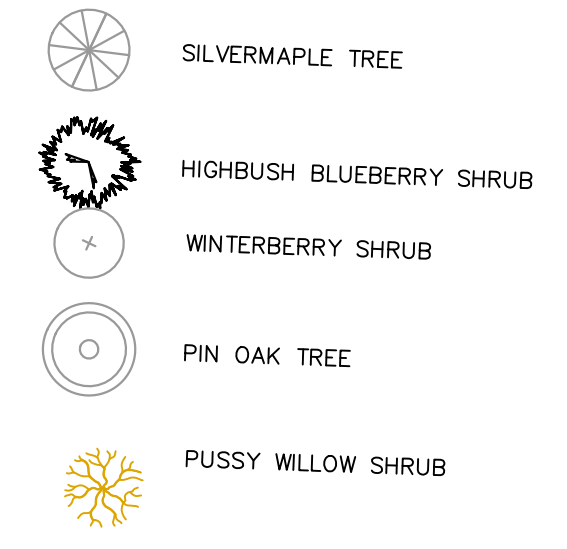 SILVERMAPLE TREE
HIGHBUSH BLUEBERRY SHRUB
WINTERBERRY SHRUB
PIN OAK TREE
PUSSY WILLOW SHRUB